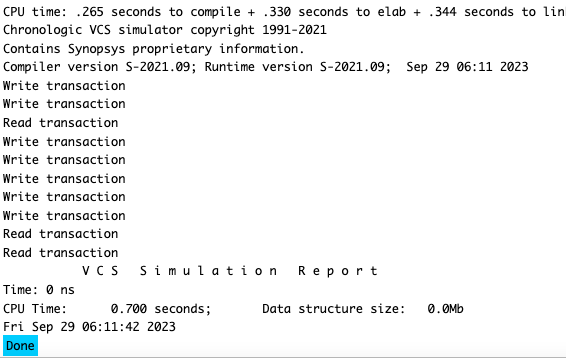 CPU time: .265 seconds to compile + .330 seconds to elab + .344 seconds to lin
Chronologic VCS simulator copyright 1991-2021
Contains Synopsys proprietary information.
Compiler version S-2021.09; Runtime version S-2021.09;  Sep 29 06:11 2023
Write transaction
Write transaction
Read transaction
Write transaction
Write transaction
Write transaction
Write transaction
Write transaction
Read transaction
Read transaction
V C S   S i m u l a t i o n   R e p o r t
Time: 0 ns
CPU Time:      0.700 seconds;       Data structure size:   0.0Mb
Fri Sep 29 06:11:42 2023
Done